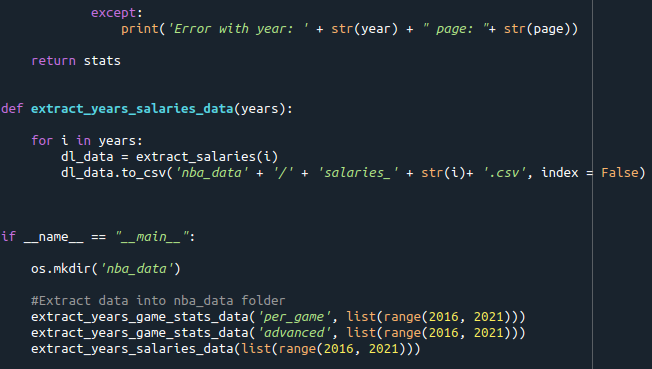 except:
print('Error with year: ' + str(year) + " page: "+ str(page))
return stats
def extract_years_salaries_data(years):
for i in years:
dl_data = extract_salaries(i)
dl_data.to_csv('nba_data' + '/' + 'salaries_' + str(i)+ '.csv', index = False)
if __name__ == "__main__":
os.mkdir('nba_data')
#Extract data into nba_data folder
extract_years_game_stats_data('per_game', list(range(2016, 2021)))
extract_years_game_stats_data('advanced', list(range(2016, 2021)))
extract_years_salaries_data(list(range(2016, 2021)))